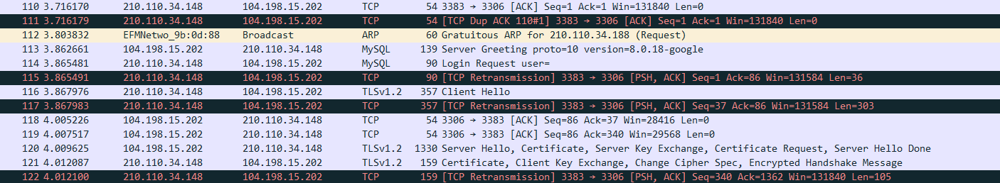 110 3.716170 210.110.34.148 104.198.15.202 TCP 54 3383 → 3306 [ACK] Seq=1 Ack=1 Win=131840 Len=0
111 3.716179 210.110.34.148 104.198.15.202 TCP 54 [TCP Dup ACK 110#1] 3383 → 3306 [ACK] Seq=1 Ack=1 Win=131840 Len=0
112 3.803832 EFMNetwo_9b:0d:88 Broadcast ARP 60 Gratuitous ARP for 210.110.34.188 (Request)
113 3.862661 104.198.15.202 210.110.34.148 MySQL 139 Server Greeting proto=10 version=8.0.18-google
114 3.865481 210.110.34.148 104.198.15.202 MySQL 90 Login Request user=
115 3.865491 210.110.34.148 104.198.15.202 TCP 90 [TCP Retransmission] 3383 → 3306 [PSH, ACK] Seq=1 Ack=86 Win=131584 Len=36
116 3.867976 210.110.34.148 104.198.15.202 TLSv1.2 357 Client Hello
117 3.867983 210.110.34.148 104.198.15.202 TCP 357 [TCP Retransmission] 3383 → 3306 [PSH, ACK] Seq=37 Ack=86 Win=131584 Len=303
118 4.005226 104.198.15.202 210.110.34.148 TCP 54 3306 → 3383 [ACK] Seq=86 Ack=37 Win=28416 Len=0
119 4.007517 104.198.15.202 210.110.34.148 TCP 54 3306 → 3383 [ACK] Seq=86 Ack=340 Win=29568 Len=0
120 4.009625 104.198.15.202 210.110.34.148 TLSv1.2 1330 Server Hello, Certificate, Server Key Exchange, Certificate Request, Server Hello Done
121 4.012087 210.110.34.148 104.198.15.202 TLSv1.2 159 Certificate, Client Key Exchange, Change Cipher Spec, Encrypted Handshake Message
122 4.012100 210.110.34.148 104.198.15.202 TCP 159 [TCP Retransmission] 3383 → 3306 [PSH, ACK] Seq=340 Ack=1362 Win=131840 Len=105